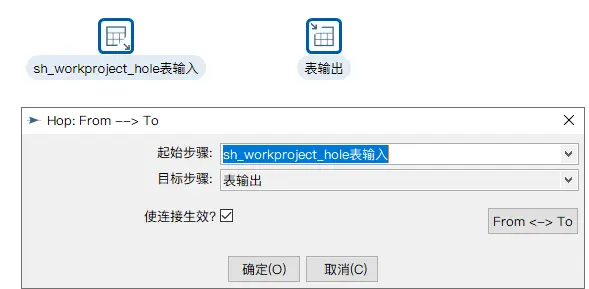 sh_workproject_hole表输入
表输出
Hop: From --> To
起始步骤: sh_workproject_hole表输入
目标步骤: 表输出
使连接生效?
From <-> To
确定(O)
取消(C)